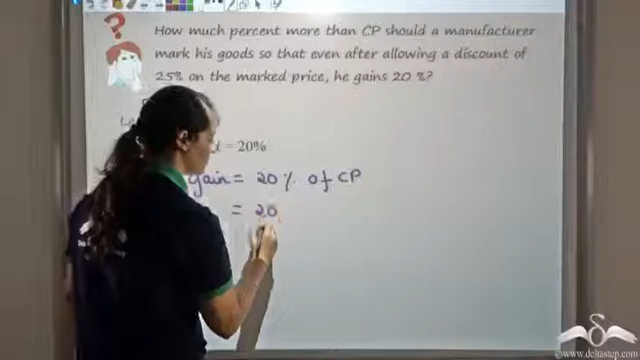 How much percent more than CP should a manufacturer
mark his goods so that even after allowing a discount of
25% on the marked price, he gains 20 %?
= 20%
gain = 20 % of CP
= 20
©www.deltastep.com